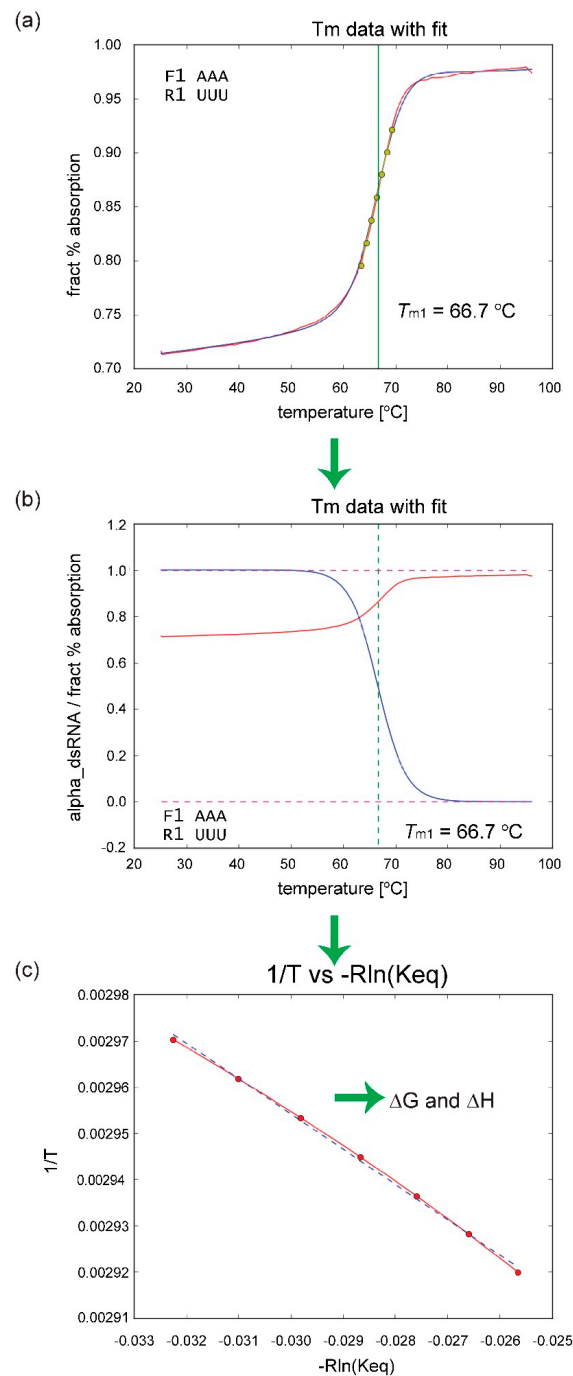 (a)
Tm data with fit
1.00
0.95
0.90
0.85
0.80
0.75
0.70
fract % absorption
F1 AAA
R1 UUU
Tm1 = 66.7 °C
20 30 40 50 60 70 80 90 100
temperature [°C]
(b)
Tm data with fit
1.2
1.0
0.8
0.6
0.4
0.2
0.0
-0.2
alpha_dsRNA / fract % absorption
F1 AAA
R1 UUU
Tm1 = 66.7 °C
20 30 40 50 60 70 80 90 100
temperature [°C]
(c)
1/T vs -Rln(Keq)
0.00298
0.00297
0.00296
0.00295
0.00294
0.00293
0.00292
0.00291
1/T
ΔG and ΔH
-0.033 -0.032 -0.031 -0.030 -0.029 -0.028 -0.027 -0.026 -0.025
-Rln(Keq)